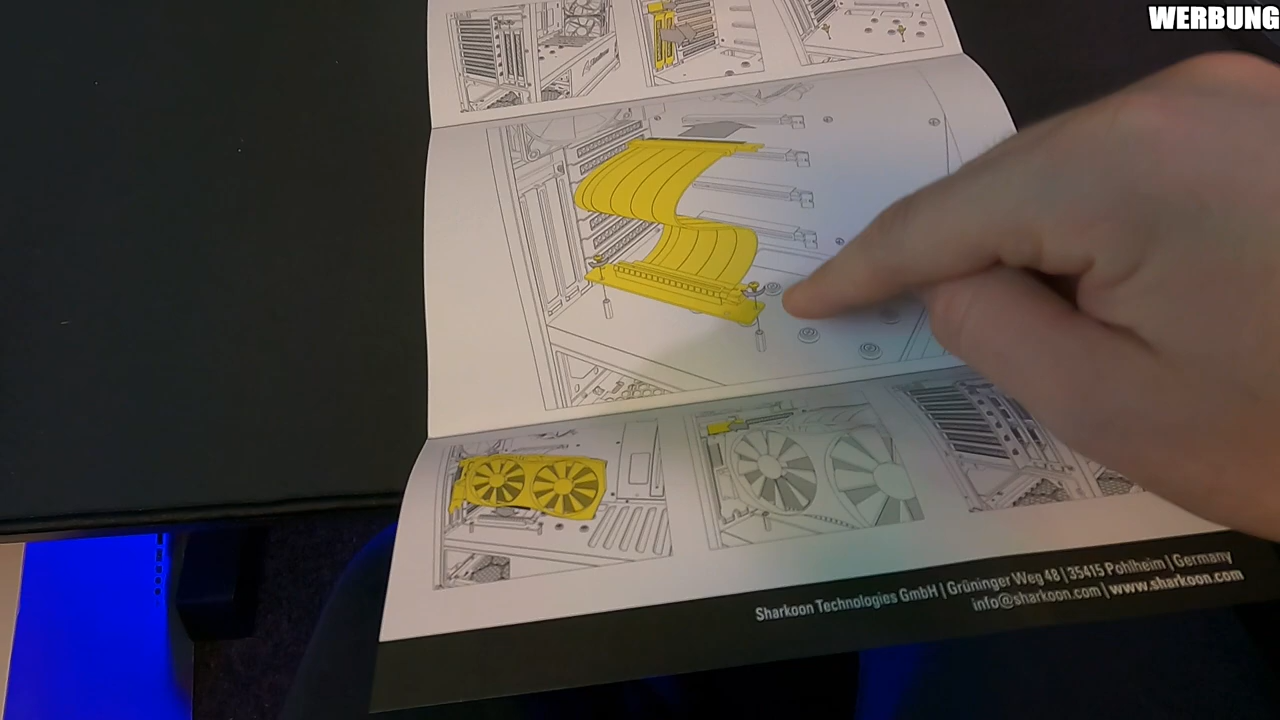 WERBUNG
Sharkoon Technologies GmbH | Grüninger Weg 48 | 35415 Pohlheim | Germany
info@sharkoon.com | www.sharkoon.com